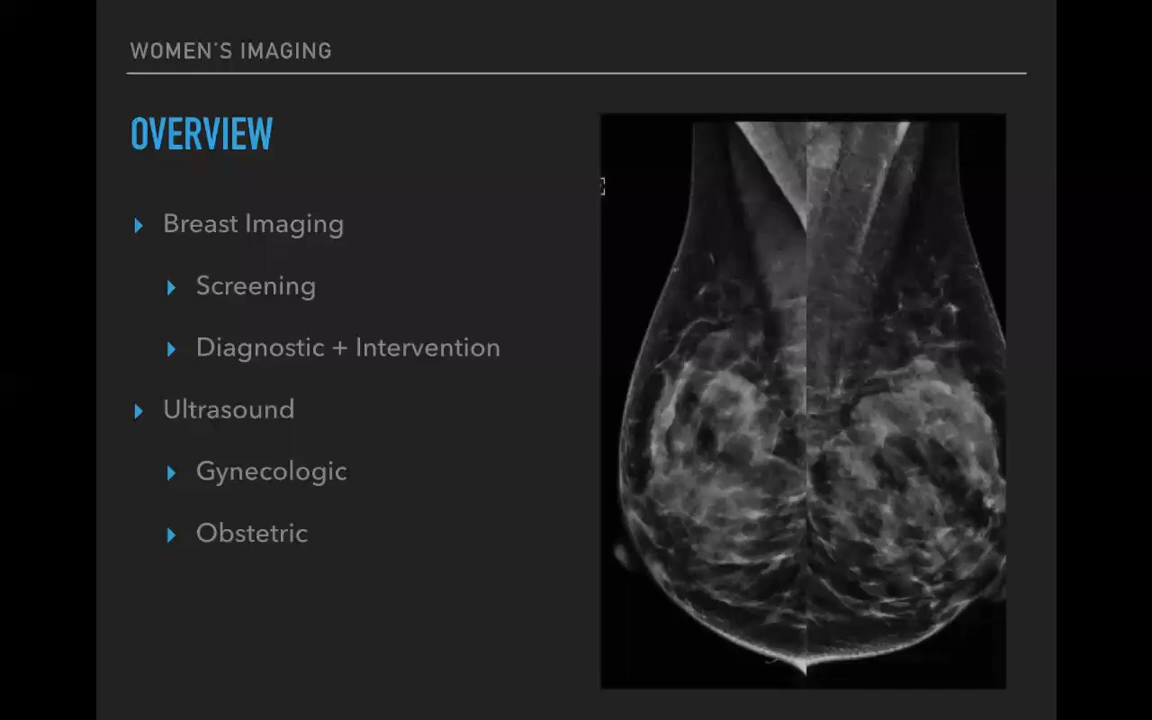 WOMEN'S IMAGING
OVERVIEW
Breast Imaging
Screening
Diagnostic + Intervention
Ultrasound
Gynecologic
Obstetric